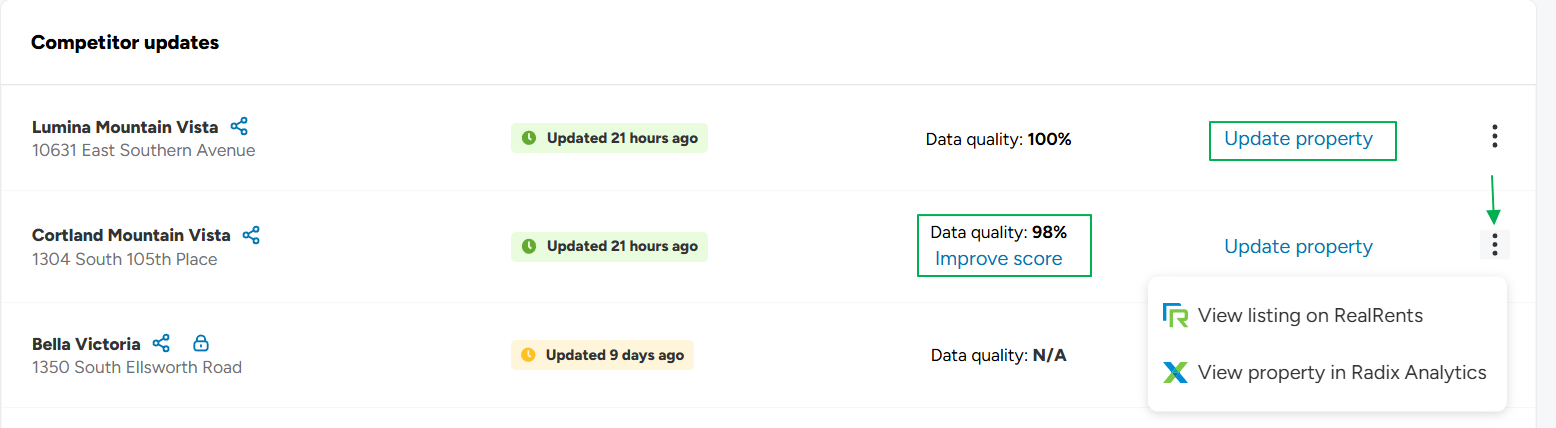 Competitor updates
Lumina Mountain Vista
10631 East Southern Avenue
Updated 21 hours ago
Data quality: 100%
Update property
Cortland Mountain Vista
1304 South 105th Place
Updated 21 hours ago
Data quality: 98%
Improve score
Update property
View listing on RealRents
View property in Radix Analytics
Bella Victoria
1350 South Ellsworth Road
Updated 9 days ago
Data quality: N/A